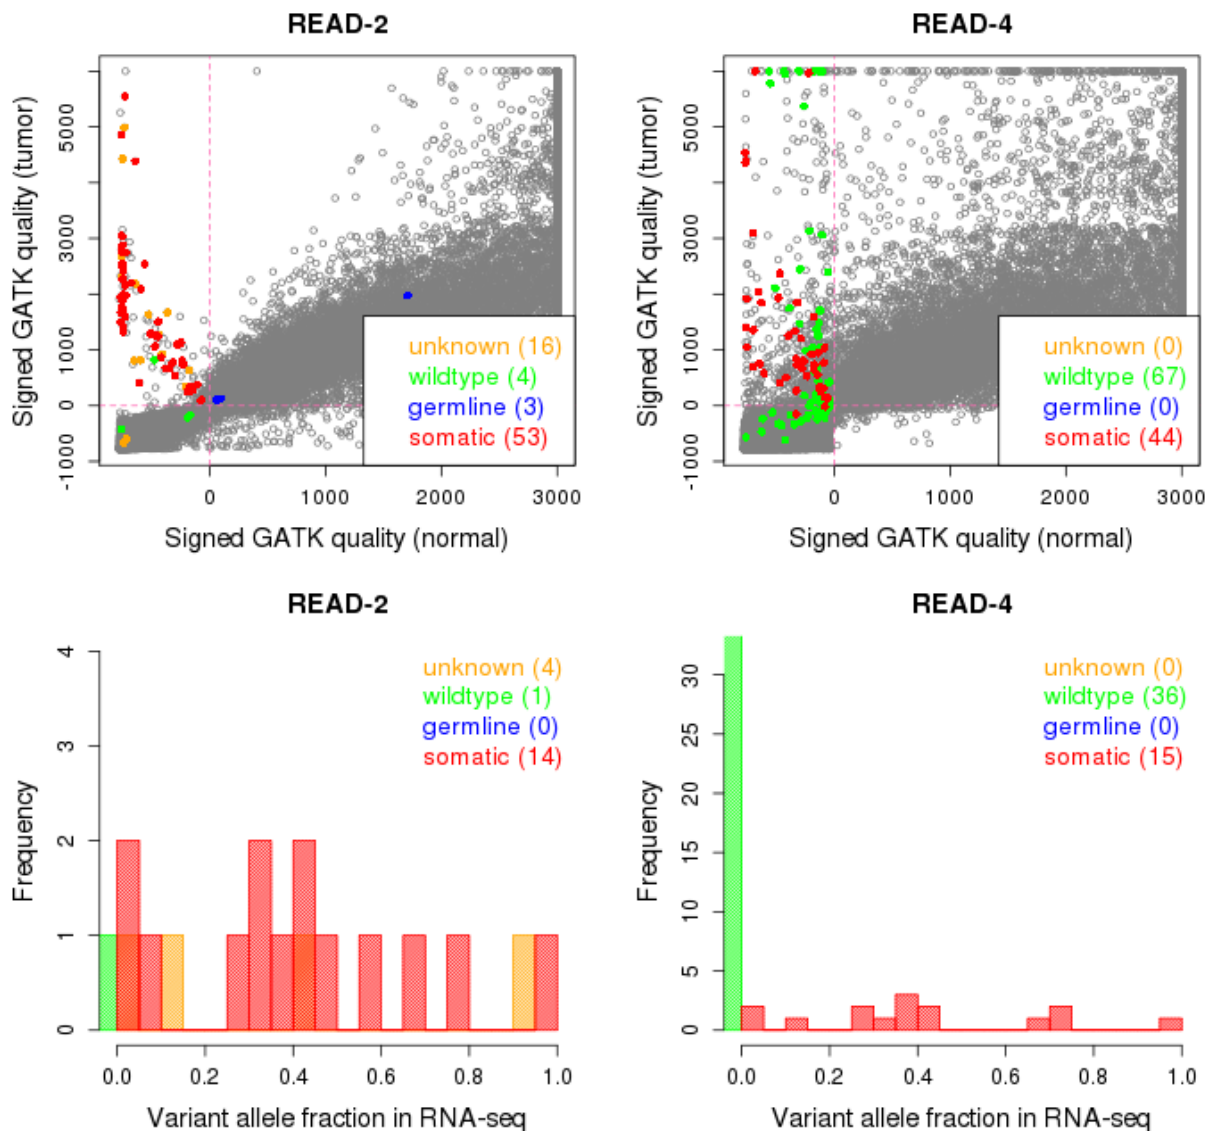 READ-2
Signed GATK quality (tumor)
-1000 0 1000 3000 5000
unknown (16)
wildtype (4)
germline (3)
somatic (53)
0 1000 2000 3000
Signed GATK quality (normal)
READ-4
Signed GATK quality (tumor)
-1000 0 1000 3000 5000
unknown (0)
wildtype (67)
germline (0)
somatic (44)
0 1000 2000 3000
Signed GATK quality (normal)
READ-2
Frequency
0 1 2 3 4
unknown (4)
wildtype (1)
germline (0)
somatic (14)
0.0 0.2 0.4 0.6 0.8 1.0
Variant allele fraction in RNA-seq
READ-4
Frequency
0 5 10 15 20 25 30
unknown (0)
wildtype (36)
germline (0)
somatic (15)
0.0 0.2 0.4 0.6 0.8 1.0
Variant allele fraction in RNA-seq